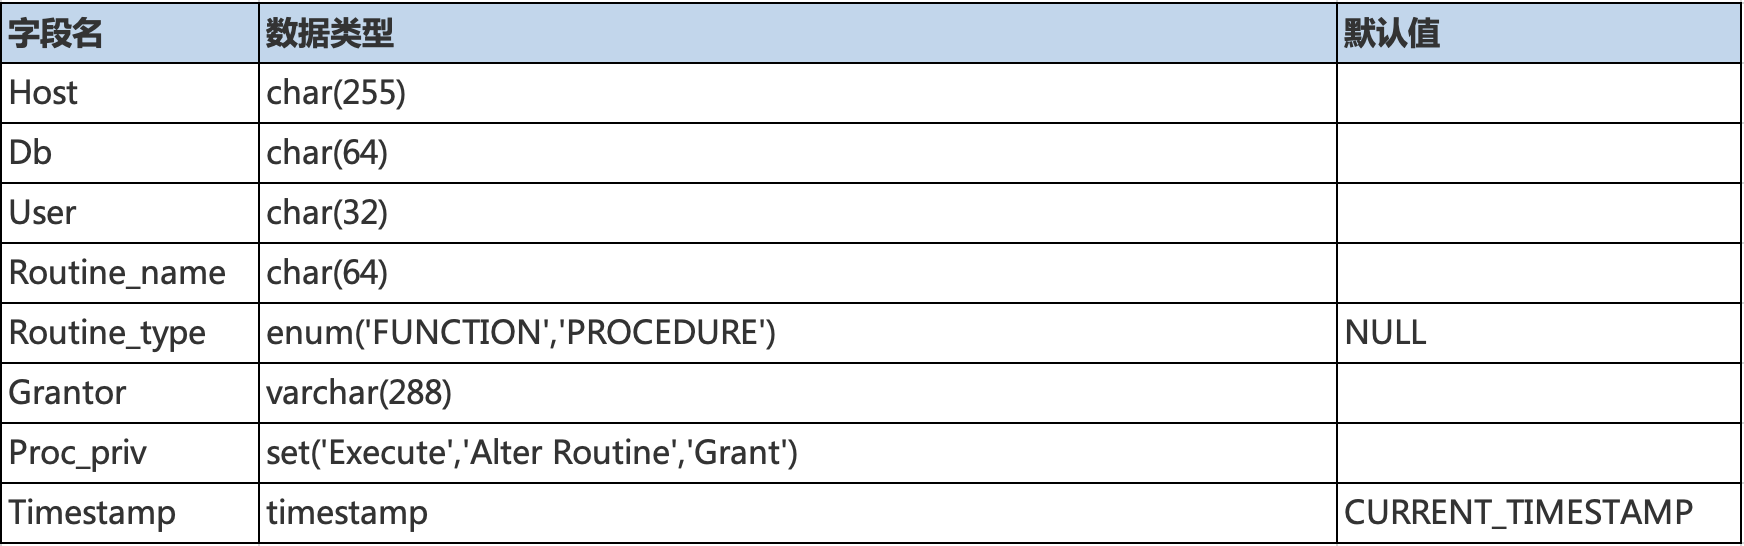 字段名 数据类型 默认值
Host char(255)
Db char(64)
User char(32)
Routine_name char(64)
Routine_type enum('FUNCTION','PROCEDURE') NULL
Grantor varchar(288)
Proc_priv set('Execute','Alter Routine','Grant')
Timestamp timestamp CURRENT_TIMESTAMP